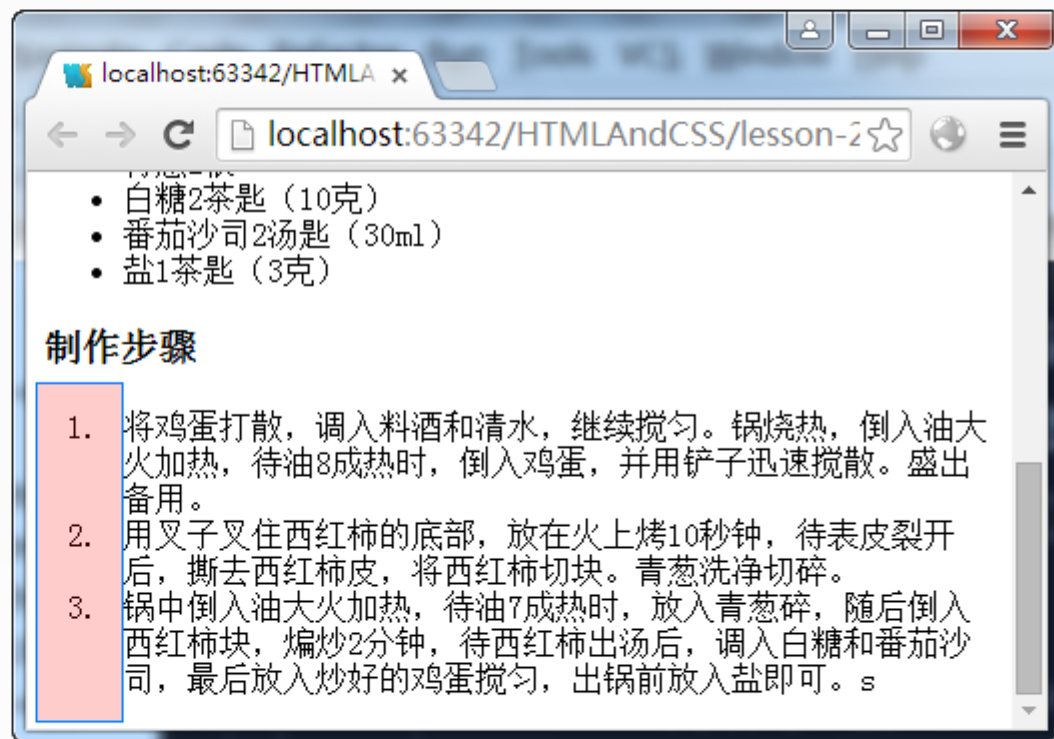 localhost:63342/HTMLA
localhost:63342/HTMLAndCSS/lesson-2
白糖2茶匙（10克）
番茄沙司2汤匙（30ml）
盐1茶匙（3克）
制作步骤
1. 将鸡蛋打散，调入料酒和清水，继续搅匀。锅烧热，倒入油大
火加热，待油8成热时，倒入鸡蛋，并用铲子迅速搅散。盛出
备用。
2. 用叉子叉住西红柿的底部，放在火上烤10秒钟，待表皮裂开
后，撕去西红柿皮，将西红柿切块。青葱洗净切碎。
3. 锅中倒入油大火加热，待油7成热时，放入青葱碎，随后倒入
西红柿块，煸炒2分钟，待西红柿出汤后，调入白糖和番茄沙
司，最后放入炒好的鸡蛋搅匀，出锅前放入盐即可。s